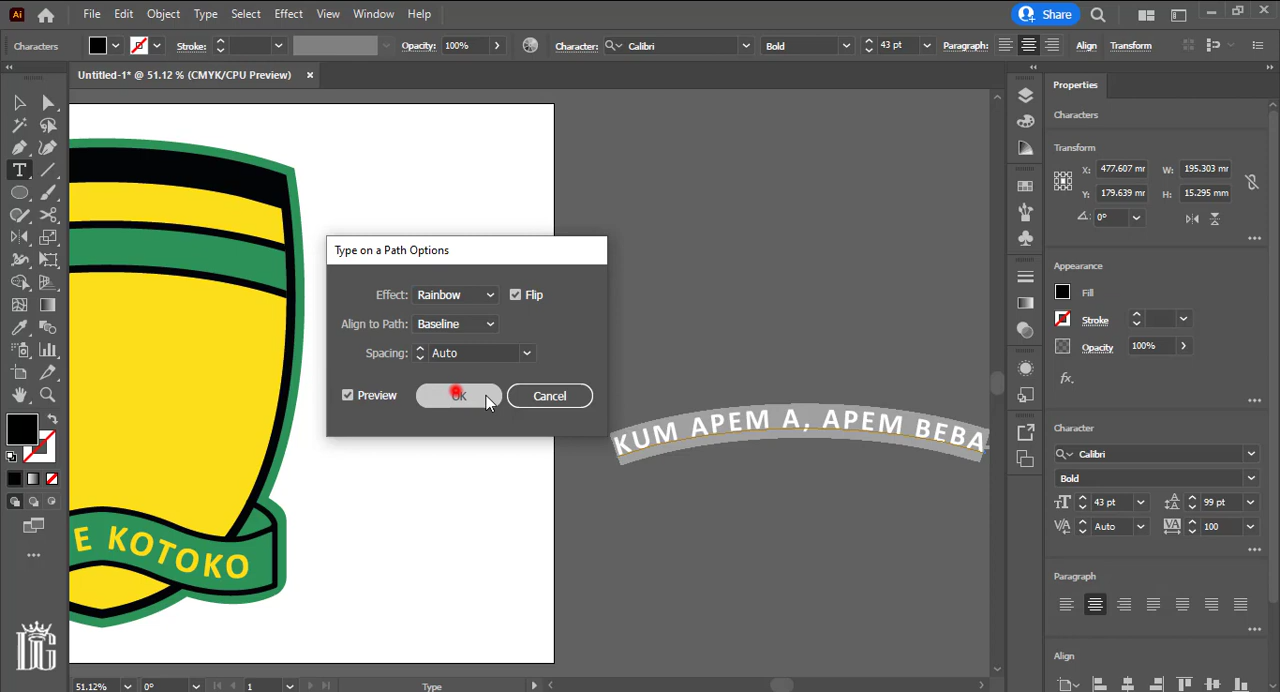 Ai File Edit Object Type Select Effect View Window Help Share
Characters Stroke: Opacity: 100% Character: Calibri Bold 43 pt Paragraph: Align Transform
Untitled-1* @ 51.12 % (CMYK/CPU Preview) ×
Properties
Characters
Transform
X: 477.607 mr W: 195.303 mr
Y: 179.639 mr H: 15.295 mm
0°
Appearance
Fill
Stroke
Opacity 100%
fx.
Character
Calibri
Bold
43 pt 99 pt
Auto 100
Paragraph
Align
Type on a Path Options
Effect: Rainbow Flip
Align to Path: Baseline
Spacing: Auto
Preview OK Cancel
KUM APEM A, APEM BEBA
E KOTOKO
DG
51.12% 0° 1 Type